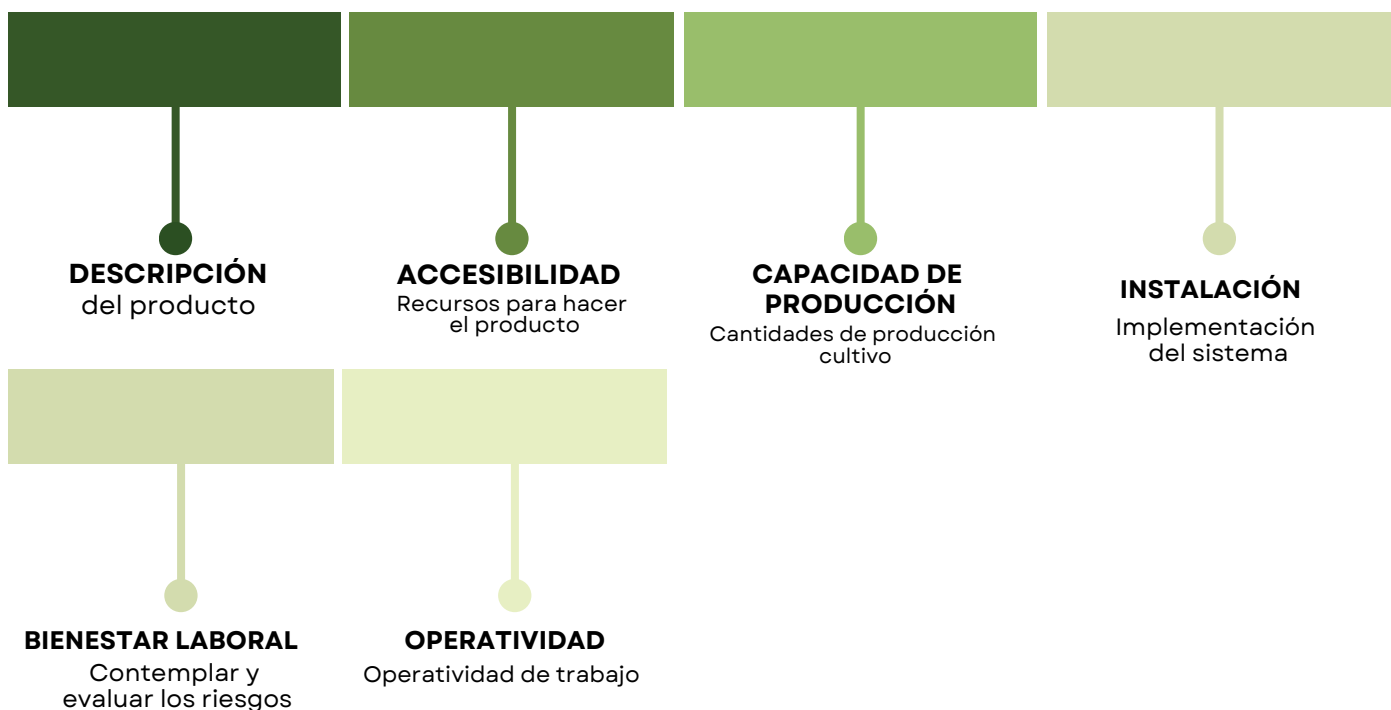 DESCRIPCIÓN
del producto
ACCESIBILIDAD
Recursos para hacer
el producto
CAPACIDAD DE
PRODUCCIÓN
Cantidades de producción
cultivo
INSTALACIÓN
Implementación
del sistema
BIENESTAR LABORAL
Contemplar y
evaluar los riesgos
OPERATIVIDAD
Operatividad de trabajo